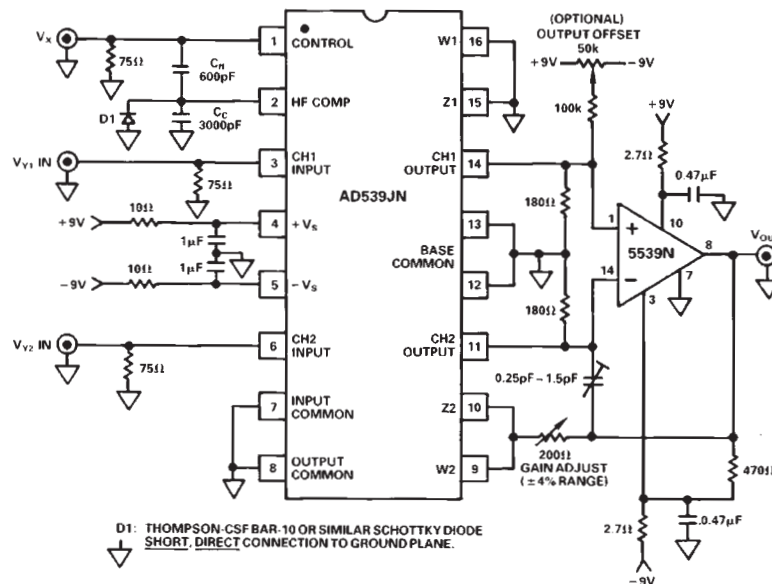 VX
75Ω
CH
600pF
D1
CC
3000pF
VY1 IN
75Ω
+9V
10Ω
1µF
1µF
-9V
10Ω
VY2 IN
75Ω
1
CONTROL
2
HF COMP
3
CH1
INPUT
4
+VS
5
-VS
6
CH2
INPUT
7
INPUT
COMMON
8
OUTPUT
COMMON
AD539JN
W1
16
Z1
15
CH1
OUTPUT
14
13
BASE
COMMON
12
CH2
OUTPUT
11
Z2
10
W2
9
(OPTIONAL)
OUTPUT OFFSET
50k
+9V
-9V
100k
+9V
2.7Ω
0.47µF
180Ω
180Ω
1
+
10
5539N
8
14
-
3
7
VOU
0.25pF – 1.5pF
200Ω
GAIN ADJUST
(±4% RANGE)
470Ω
2.7Ω
.0.47µF
-9V
D1: THOMPSON-CSF BAR-10 OR SIMILAR SCHOTTKY DIODE
SHORT, DIRECT CONNECTION TO GROUND PLANE.